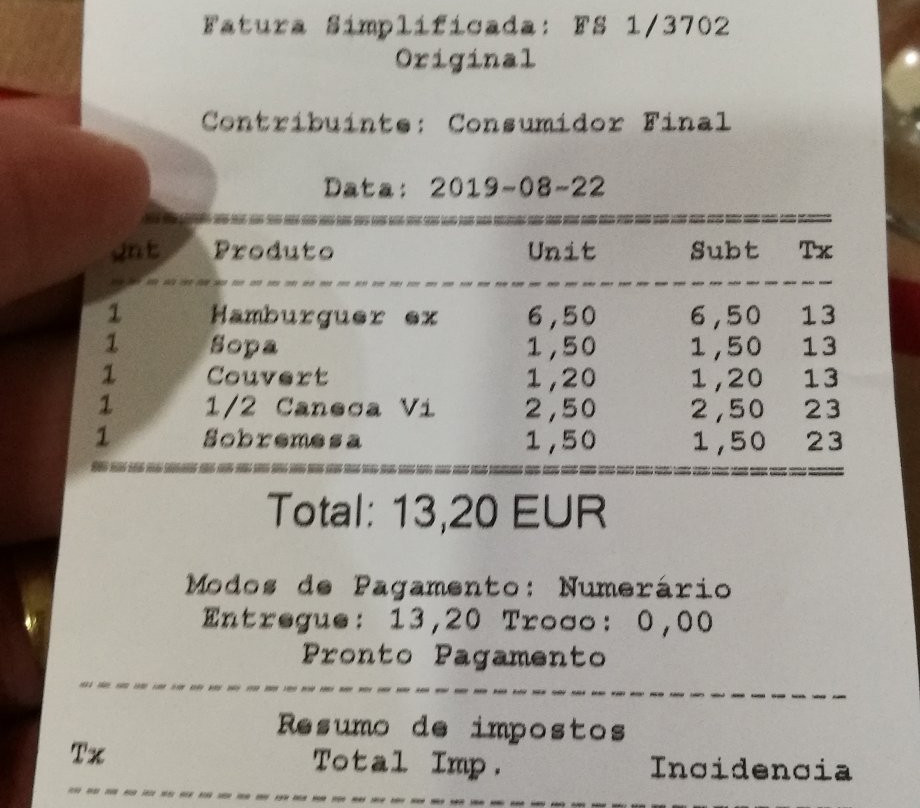 Fatura Simplificada: FS 1/3702
Original
Contribuinte: Consumidor Final
Data: 2019-08-22
Qnt Produto Unit Subt Tx
1 Hamburguer ex 6,50 6,50 13
1 Sopa 1,50 1,50 13
1 Couvert 1,20 1,20 13
1 1/2 Caneca Vi 2,50 2,50 23
1 Sobremesa 1,50 1,50 23
Total: 13,20 EUR
Modos de Pagamento: Numerário
Entregue: 13,20 Troco: 0,00
Pronto Pagamento
Resumo de impostos
Tx Total Imp. Incidencia